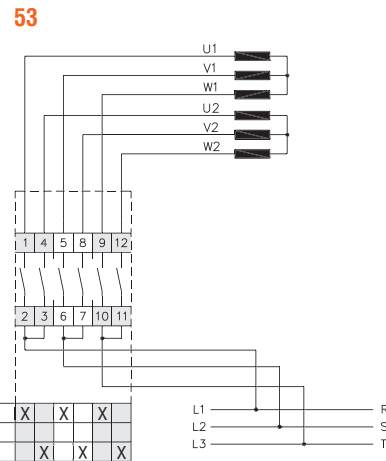 53
U1
V1
W1
U2
V2
W2
1 4 5 8 9 12
2 3 6 7 10 11
L1 R
L2 S
L3 T
X X X
X X X